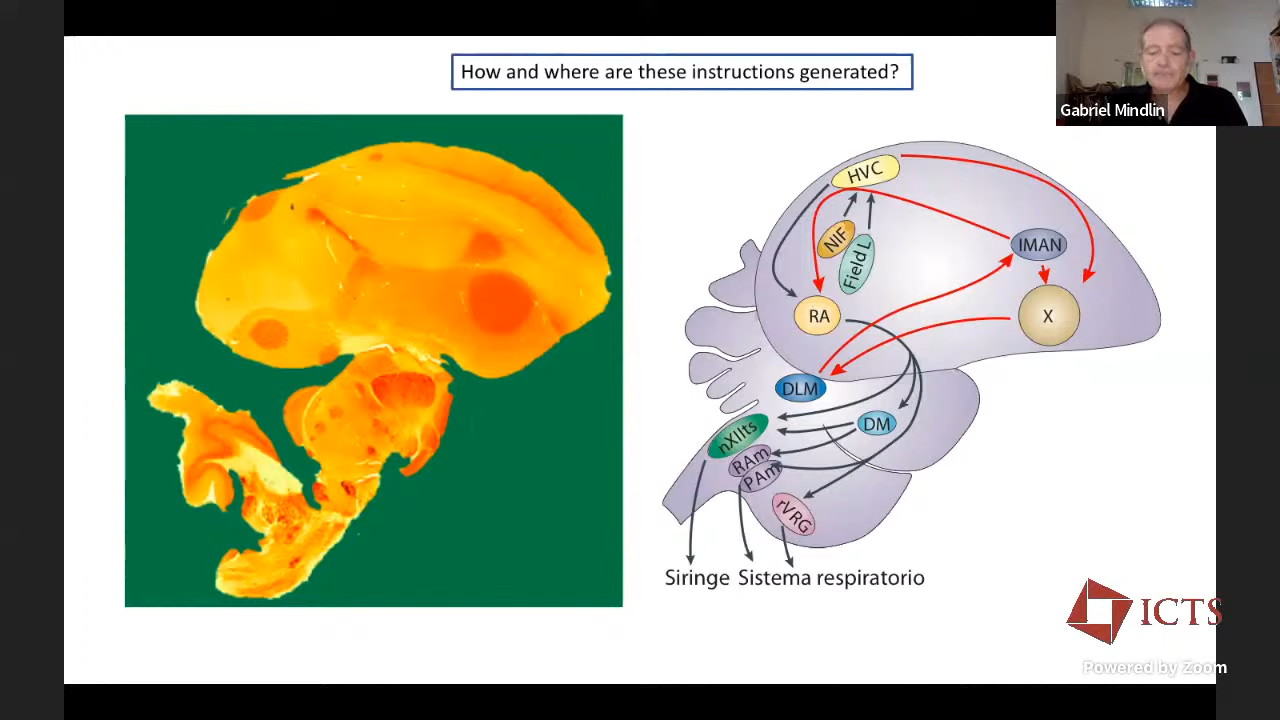 How and where are these instructions generated?
Gabriel Mindlin
HVC
NIF
Field L
lMAN
RA
X
DLM
DM
nXIIts
RAm
PAm
rVRG
Siringe Sistema respiratorio
ICTS
Powered by Zoom